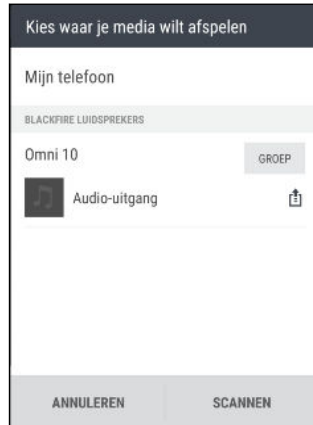 Kies waar je media wilt afspelen
Mijn telefoon
BLACKFIRE LUIDSPREKERS
Omni 10
GROEP
Audio-uitgang
ANNULEREN
SCANNEN